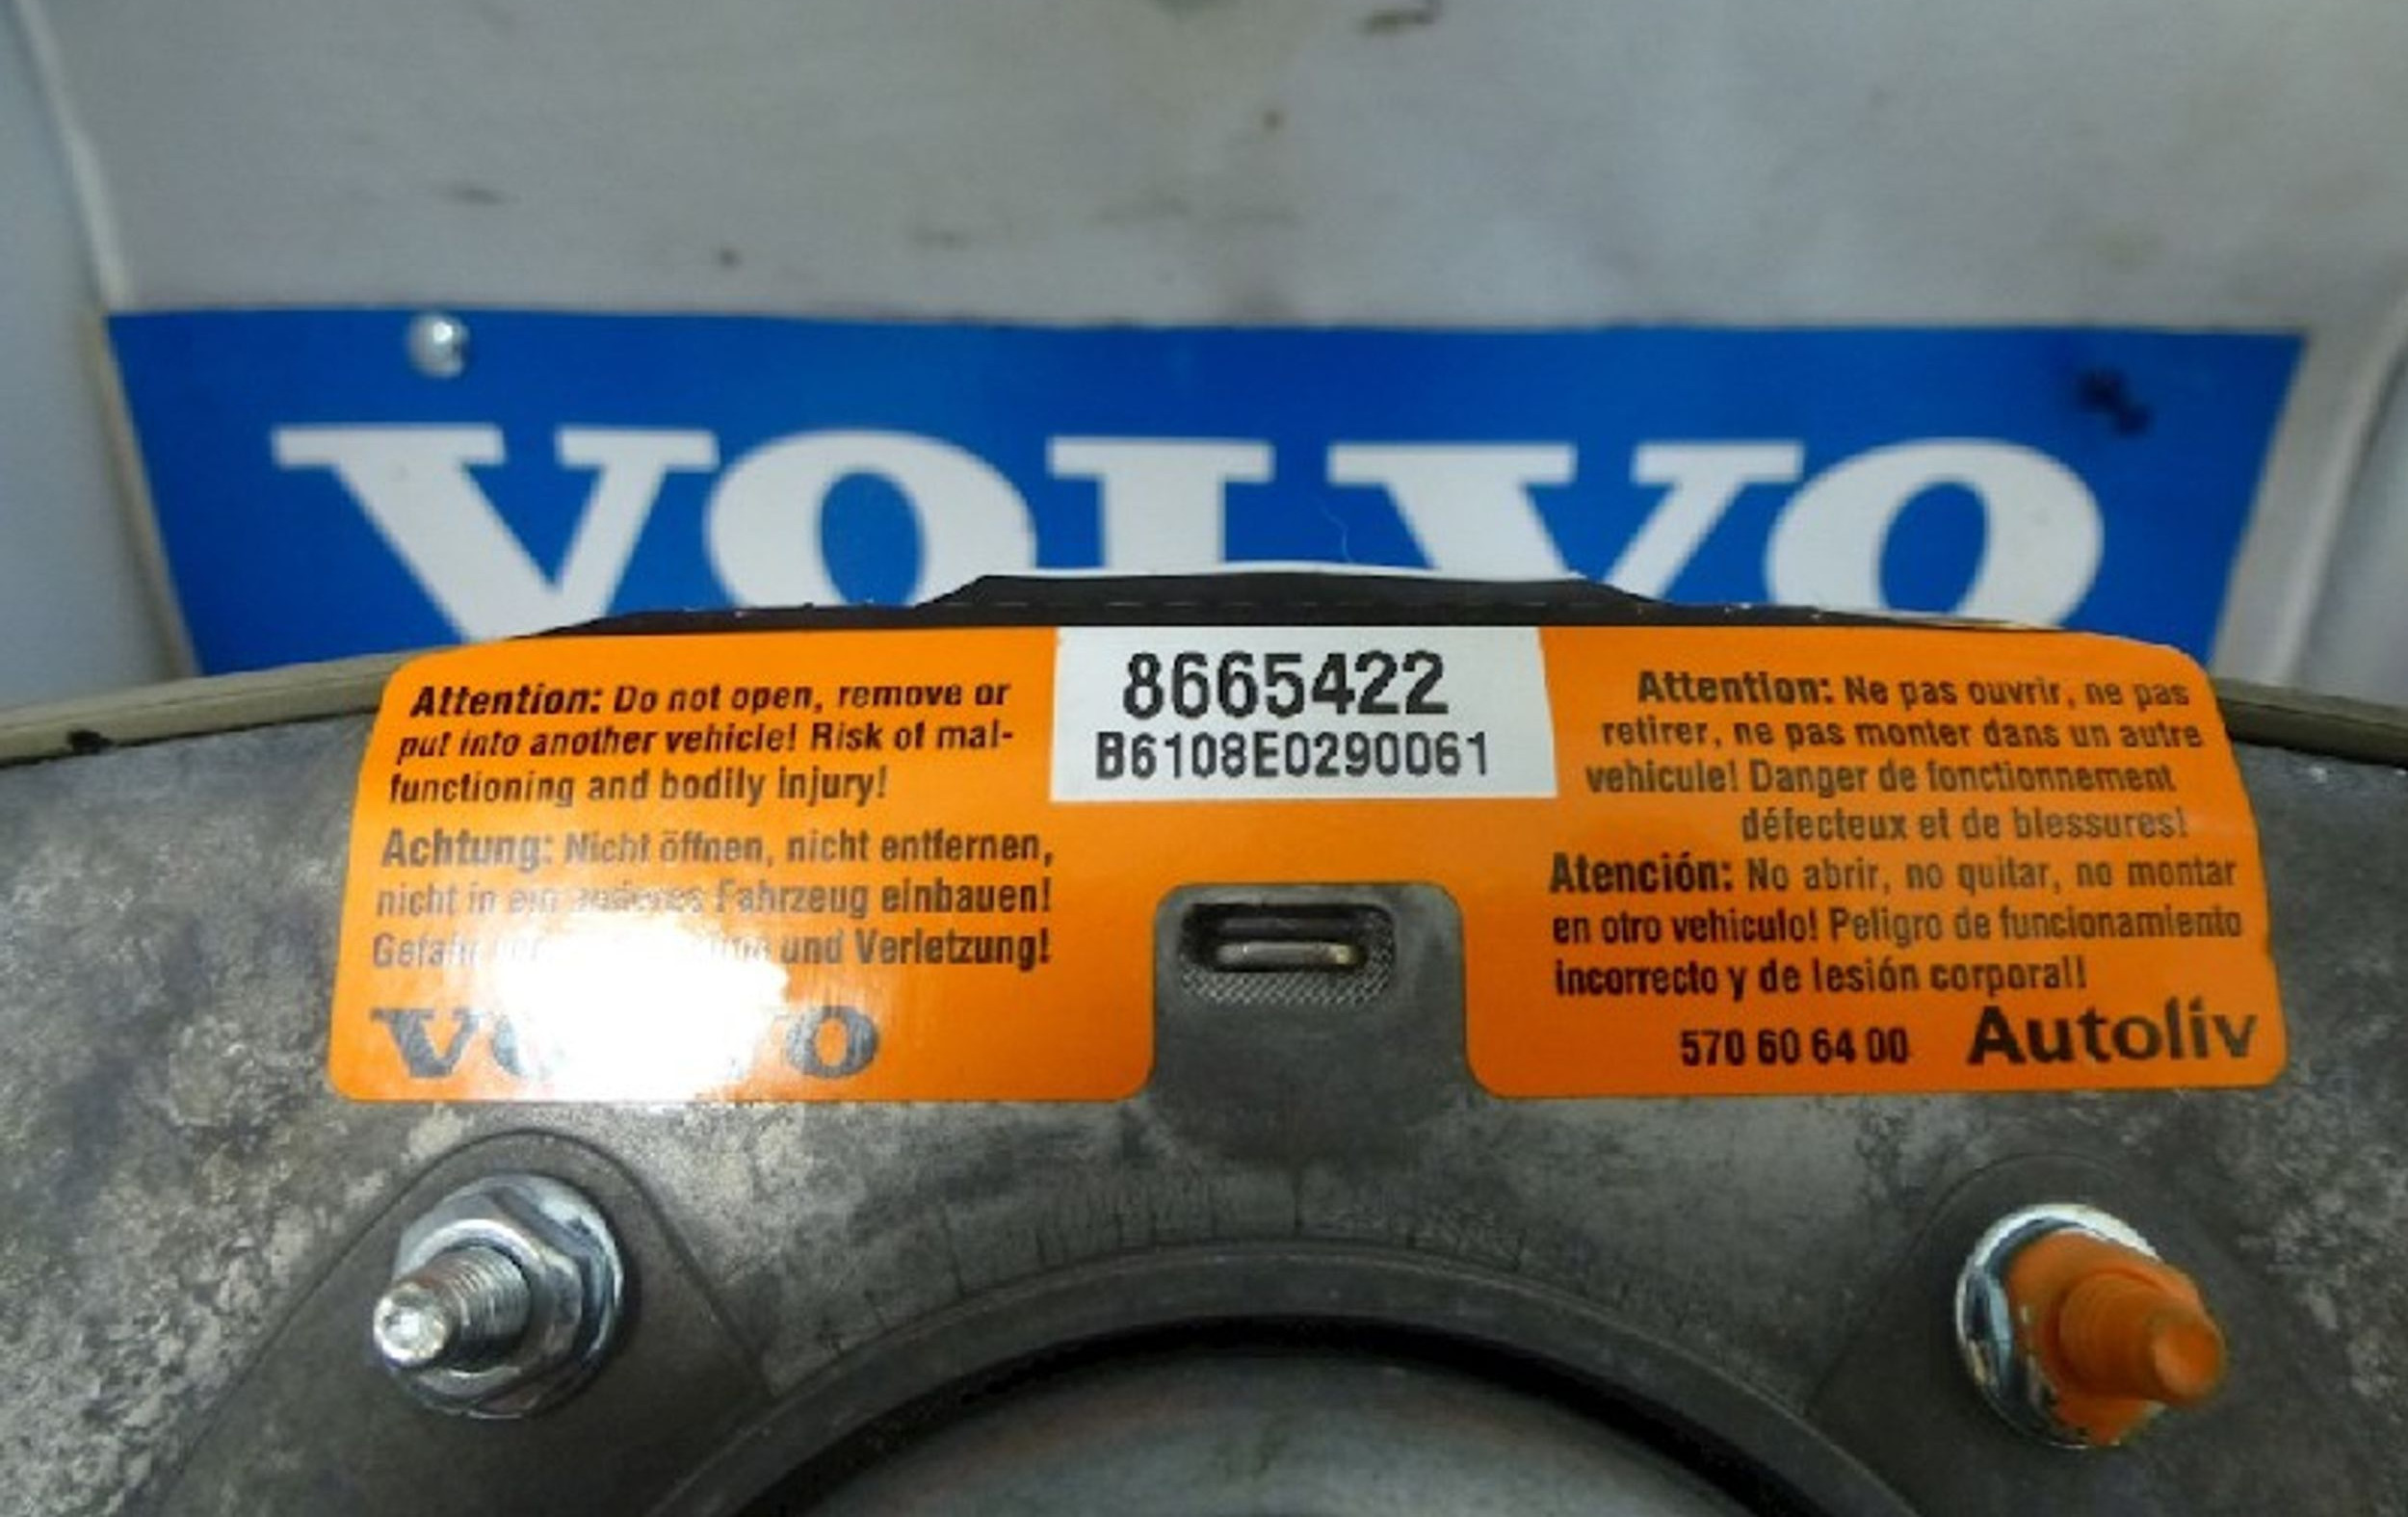 VOLVO
8665422
B6108E0290061
Attention: Do not open, remove or
put into another vehicle! Risk of mal-
functioning and bodily injury!
Achtung: Nicht öffnen, nicht entfernen,
nicht in ein anderes Fahrzeug einbauen!
und Verletzung!
VOLVO
Attention: Ne pas ouvrir, ne pas
retirer, ne pas monter dans un autre
vehicule! Danger de fonctionnement
défecteux et de blessures!
Atención: No abrir, no quitar, no montar
en otro vehiculo! Peligro de funcionamiento
incorrecto y de lesión corporal!
570 60 64 00 Autoliv